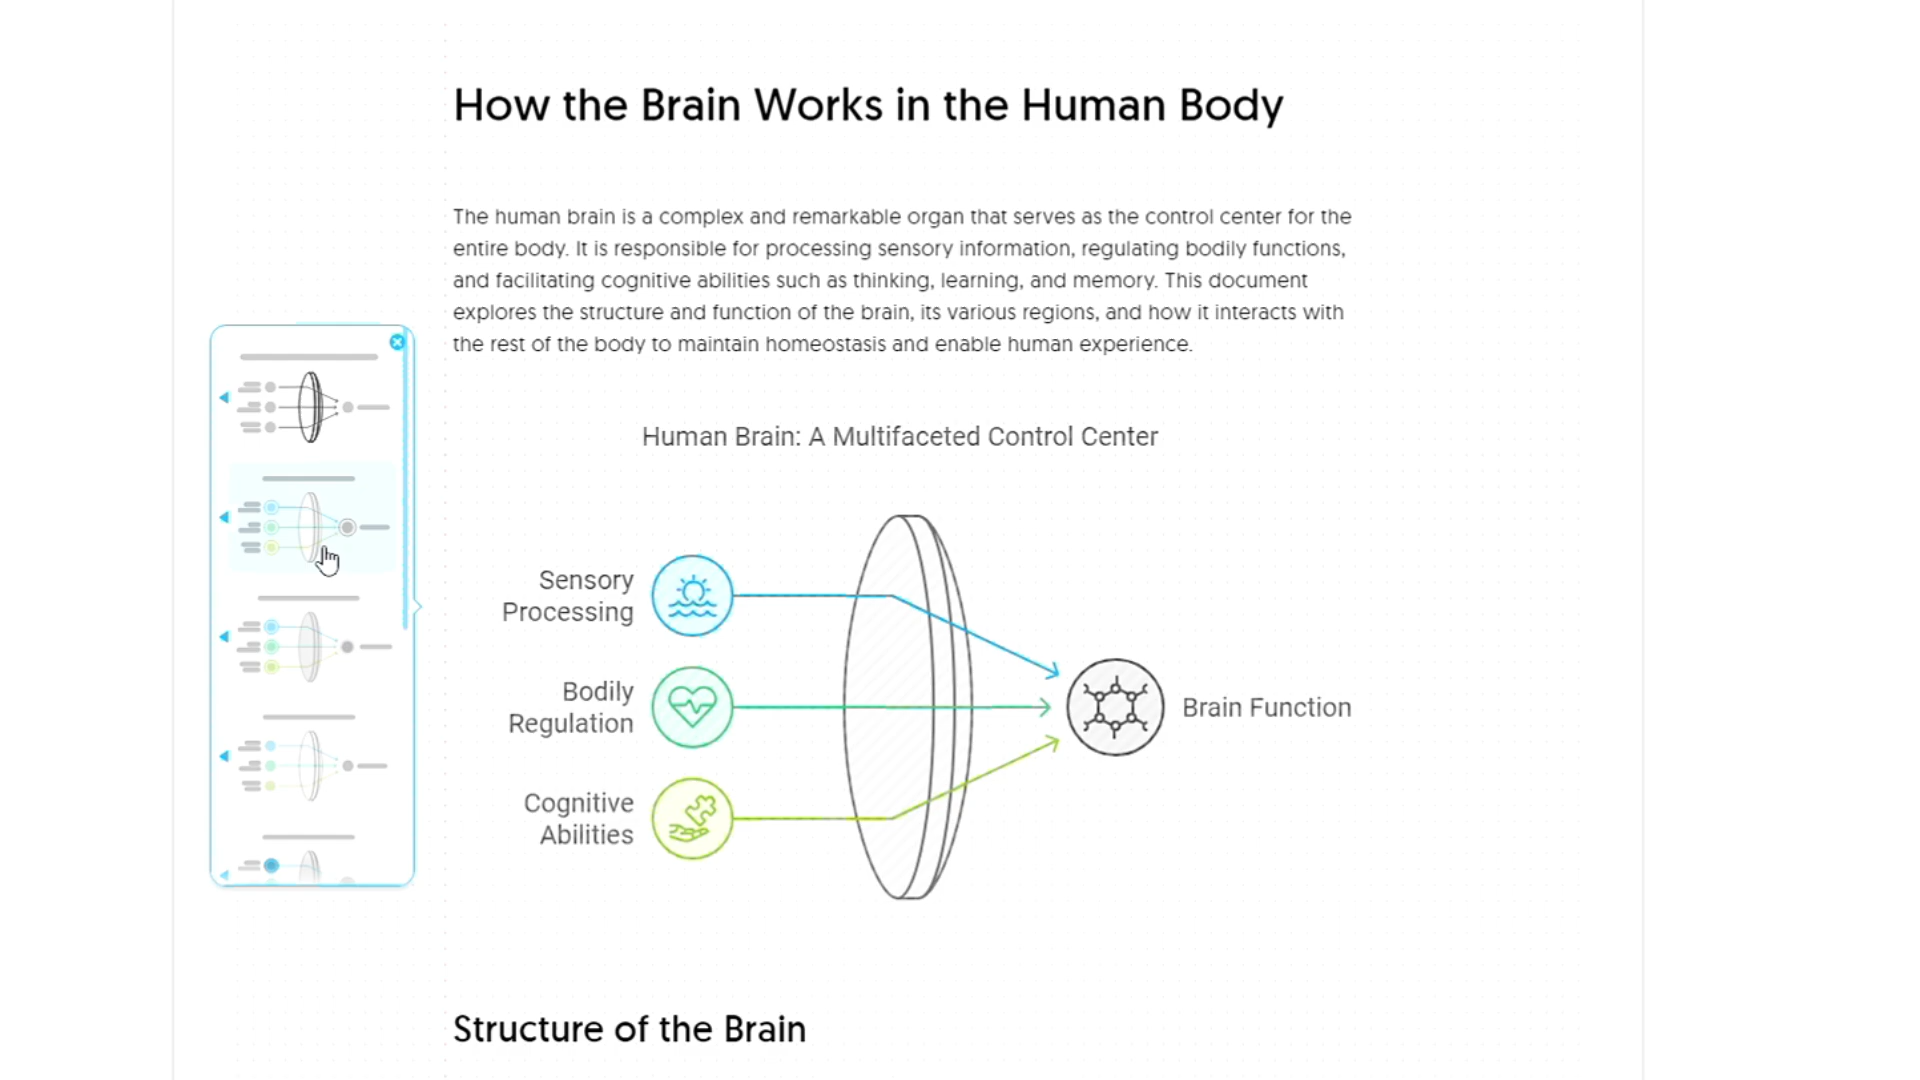 How the Brain Works in the Human Body
The human brain is a complex and remarkable organ that serves as the control center for the
entire body. It is responsible for processing sensory information, regulating bodily functions,
and facilitating cognitive abilities such as thinking, learning, and memory. This document
explores the structure and function of the brain, its various regions, and how it interacts with
the rest of the body to maintain homeostasis and enable human experience.
Human Brain: A Multifaceted Control Center
Sensory
Processing
Bodily
Regulation
Brain Function
Cognitive
Abilities
Structure of the Brain